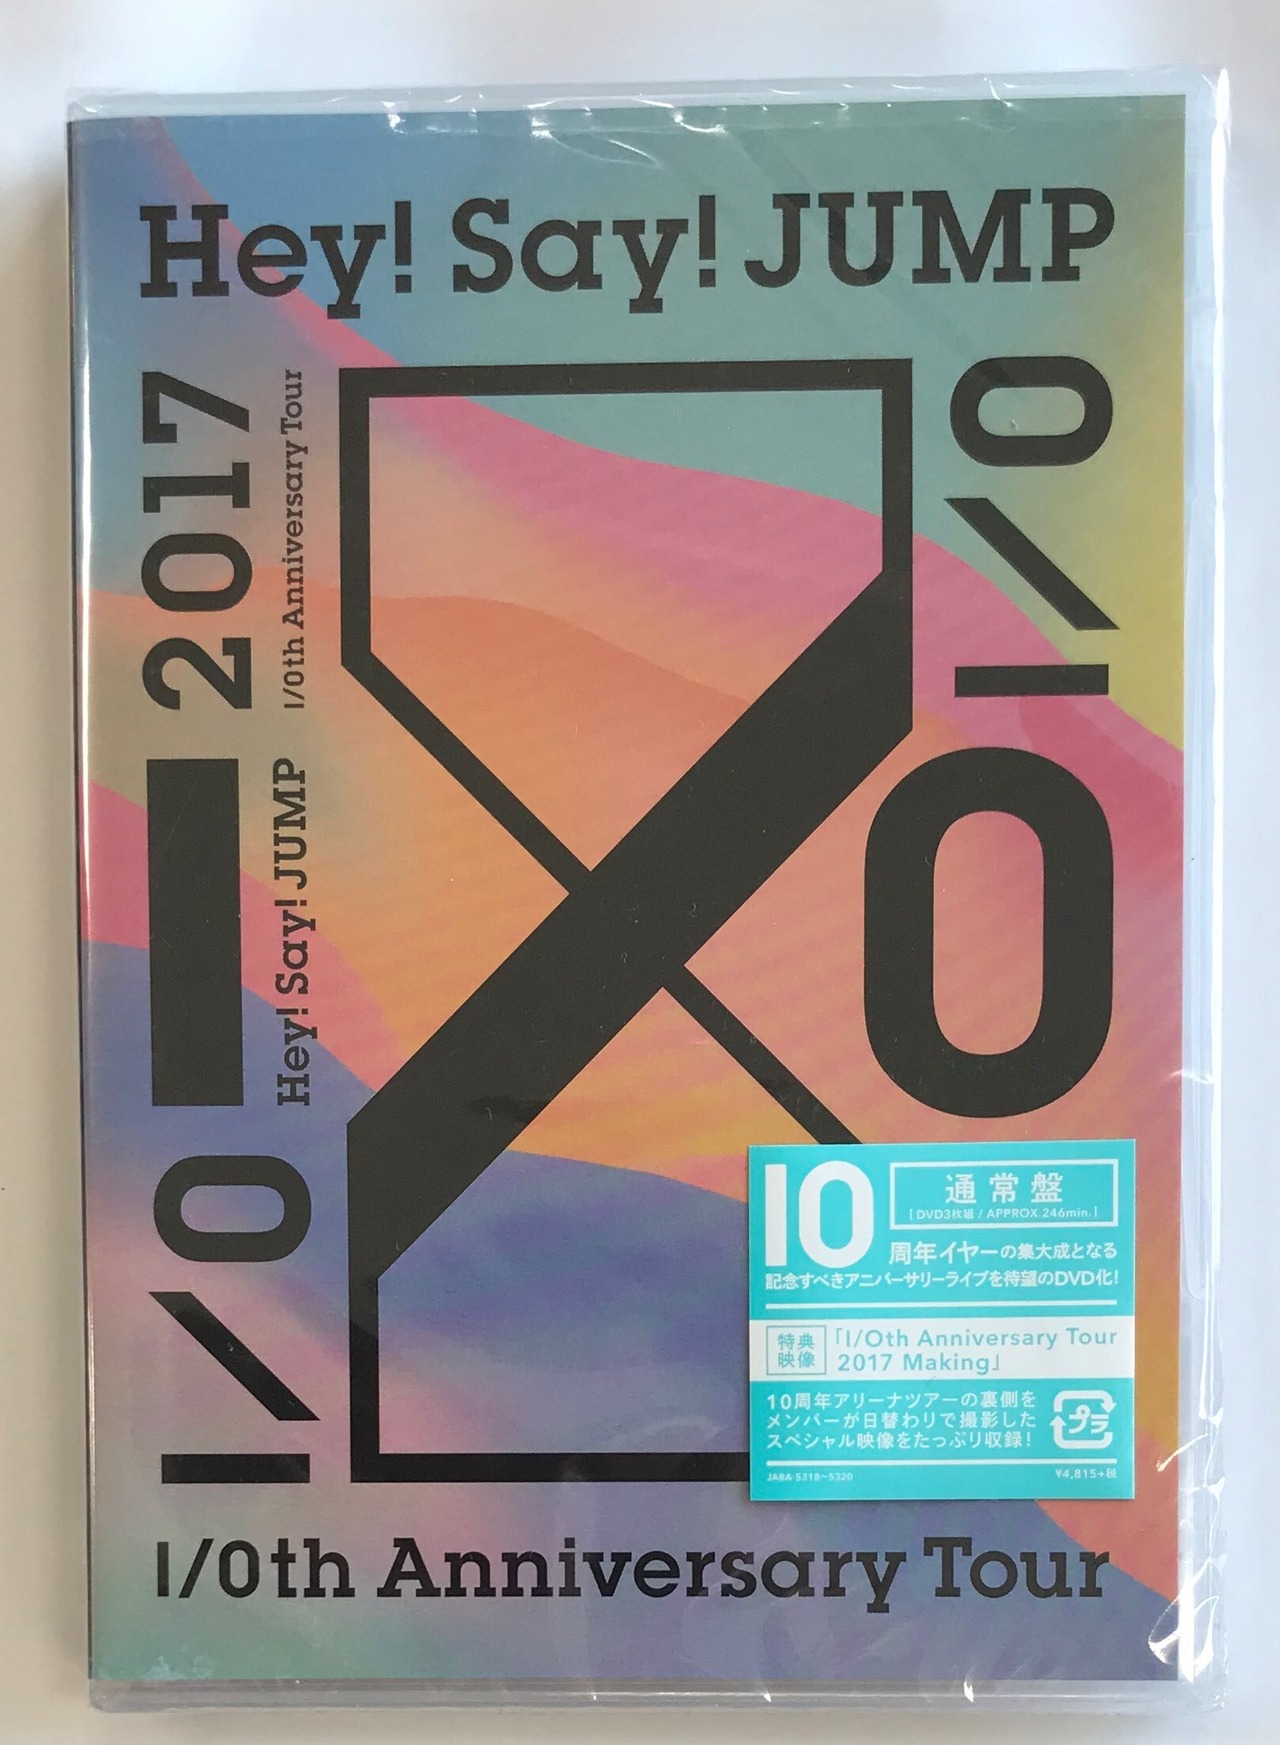 Hey! Say! JUMP
2017
I/0th Anniversary Tour
Hey! Say! JUMP
I/0
I/0
0
I/0th Anniversary Tour
10
通常盤
[DVD3枚組 / APPROX.246min.]
周年イヤーの集大成となる
記念すべきアニバーサリーライブを待望のDVD化!
特典
映像
「I/Oth Anniversary Tour
2017 Making」
10周年アリーナツアーの裏側を
メンバーが日替わりで撮影した
スペシャル映像をたっぷり収録!
プラ
JABA-5318~5320
¥4,815+税